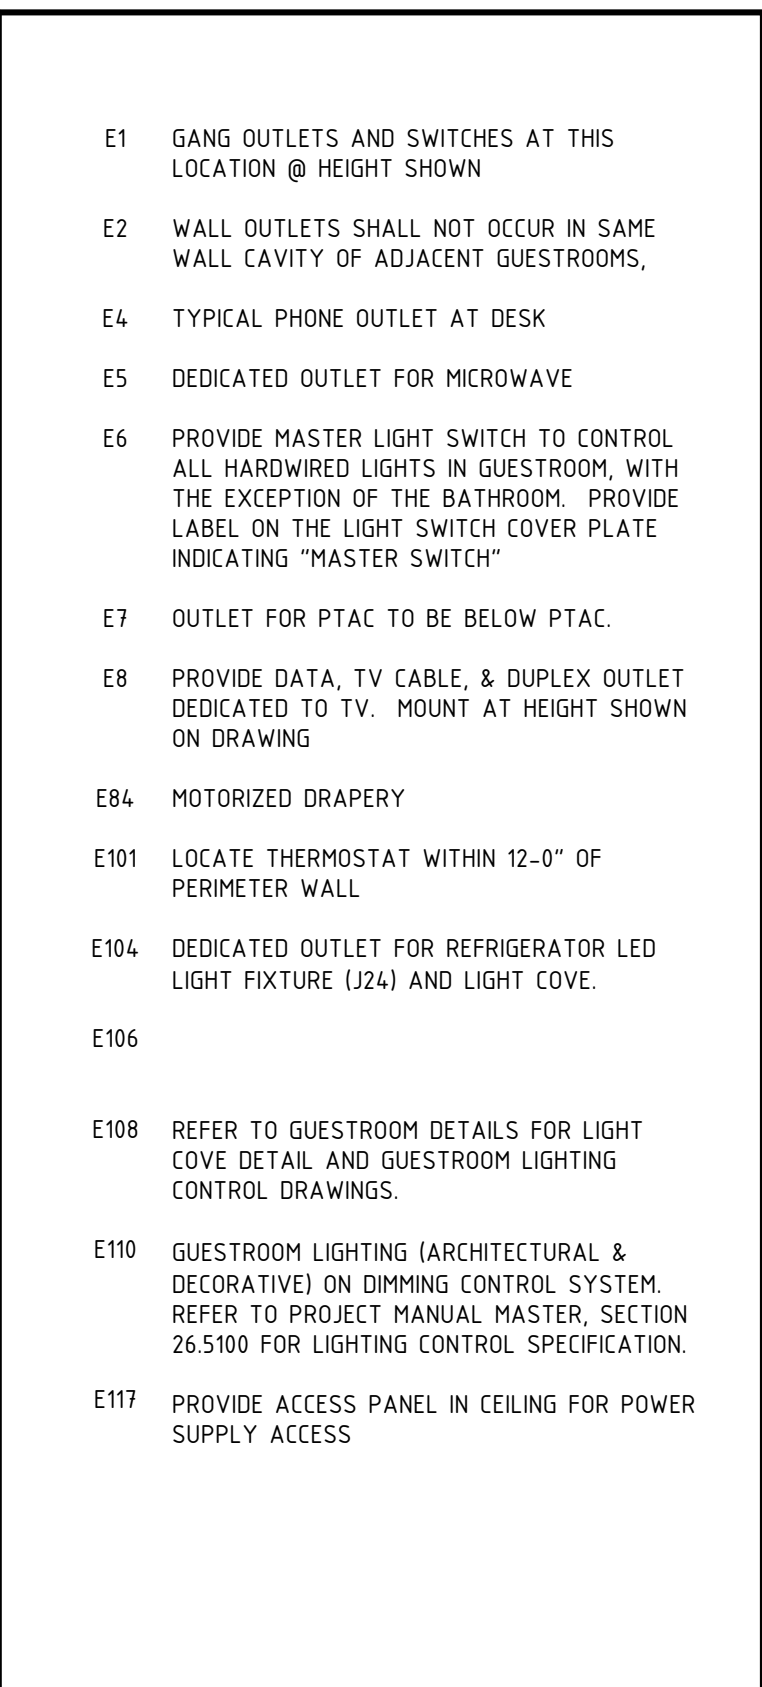 E1 GANG OUTLETS AND SWITCHES AT THIS
LOCATION @ HEIGHT SHOWN
E2 WALL OUTLETS SHALL NOT OCCUR IN SAME
WALL CAVITY OF ADJACENT GUESTROOMS,
E4 TYPICAL PHONE OUTLET AT DESK
E5 DEDICATED OUTLET FOR MICROWAVE
E6 PROVIDE MASTER LIGHT SWITCH TO CONTROL
ALL HARDWIRED LIGHTS IN GUESTROOM, WITH
THE EXCEPTION OF THE BATHROOM. PROVIDE
LABEL ON THE LIGHT SWITCH COVER PLATE
INDICATING "MASTER SWITCH"
E7 OUTLET FOR PTAC TO BE BELOW PTAC.
E8 PROVIDE DATA, TV CABLE, & DUPLEX OUTLET
DEDICATED TO TV. MOUNT AT HEIGHT SHOWN
ON DRAWING
E84 MOTORIZED DRAPERY
E101 LOCATE THERMOSTAT WITHIN 12-0" OF
PERIMETER WALL
E104 DEDICATED OUTLET FOR REFRIGERATOR LED
LIGHT FIXTURE (J24) AND LIGHT COVE.
E106
E108 REFER TO GUESTROOM DETAILS FOR LIGHT
COVE DETAIL AND GUESTROOM LIGHTING
CONTROL DRAWINGS.
E110 GUESTROOM LIGHTING (ARCHITECTURAL &
DECORATIVE) ON DIMMING CONTROL SYSTEM.
REFER TO PROJECT MANUAL MASTER, SECTION
26.5100 FOR LIGHTING CONTROL SPECIFICATION.
E117 PROVIDE ACCESS PANEL IN CEILING FOR POWER
SUPPLY ACCESS